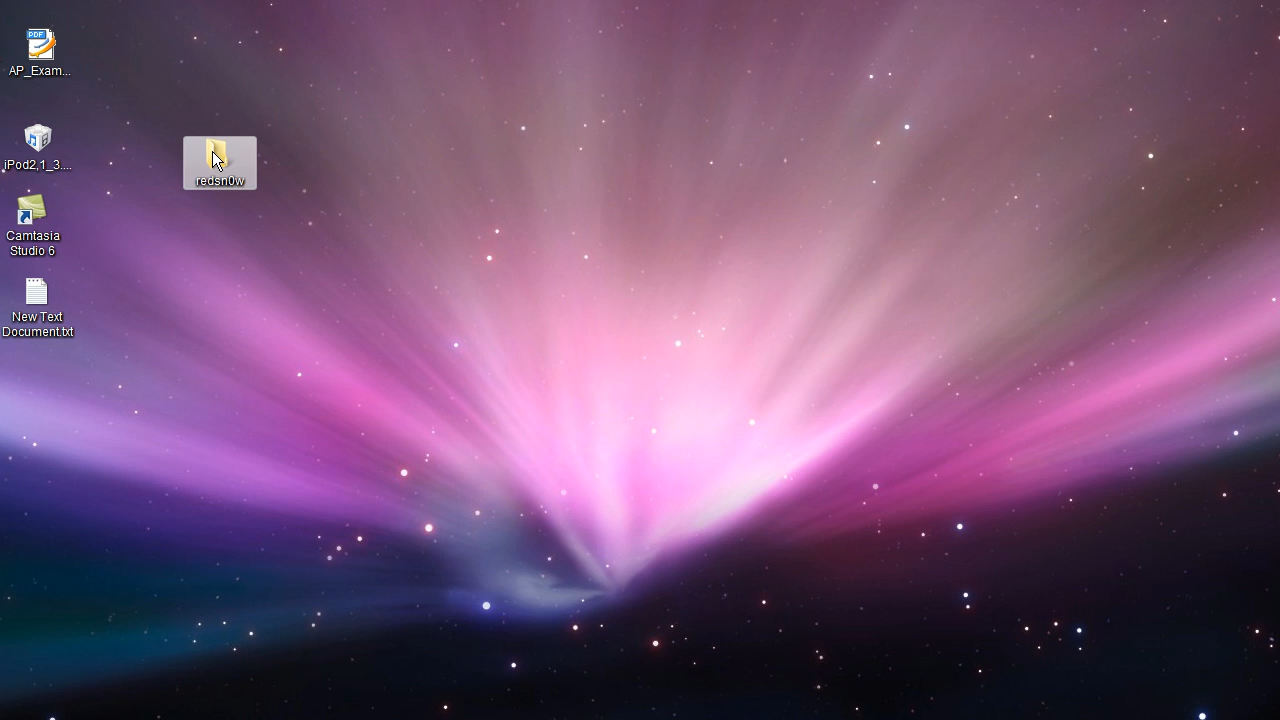 PDF
AP_Exam...
iPod2,1_3....
redsn0w
Camtasia
Studio 6
New Text
Document.txt